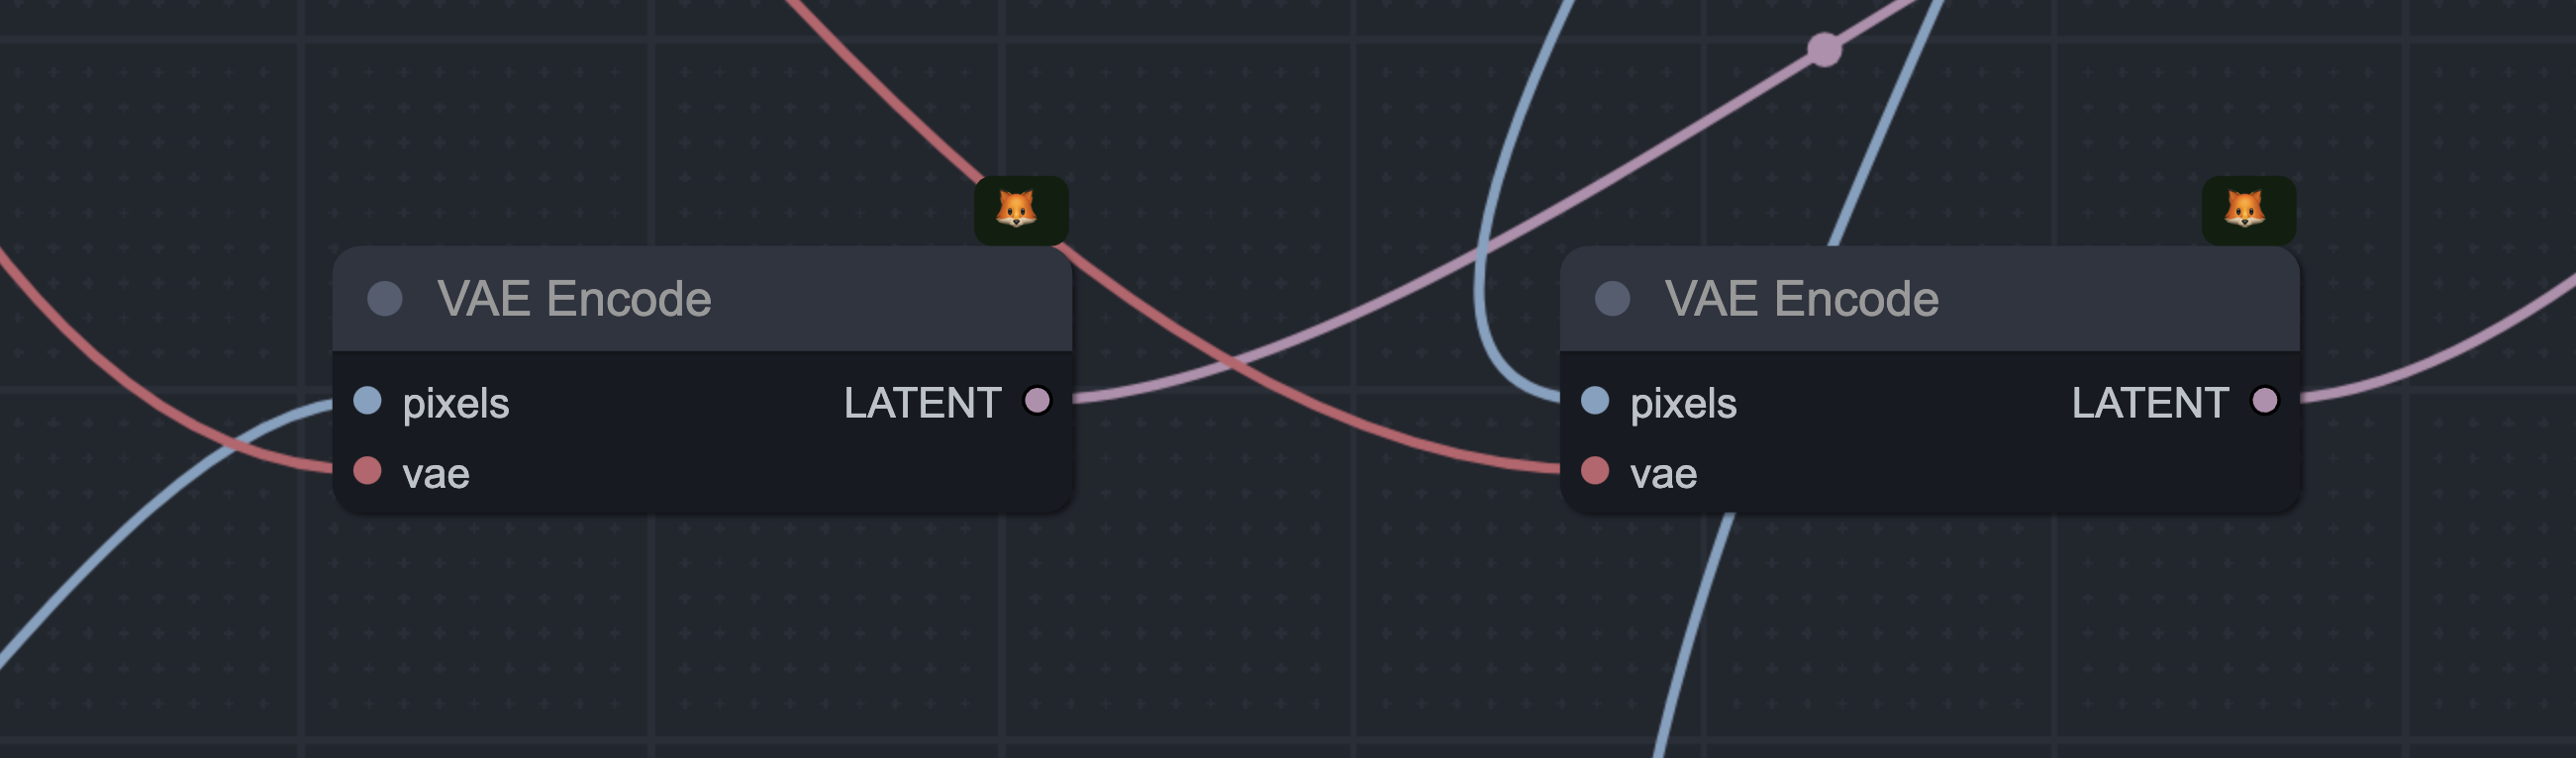 VAE Encode
pixels
LATENT
vae
VAE Encode
pixels
LATENT
vae